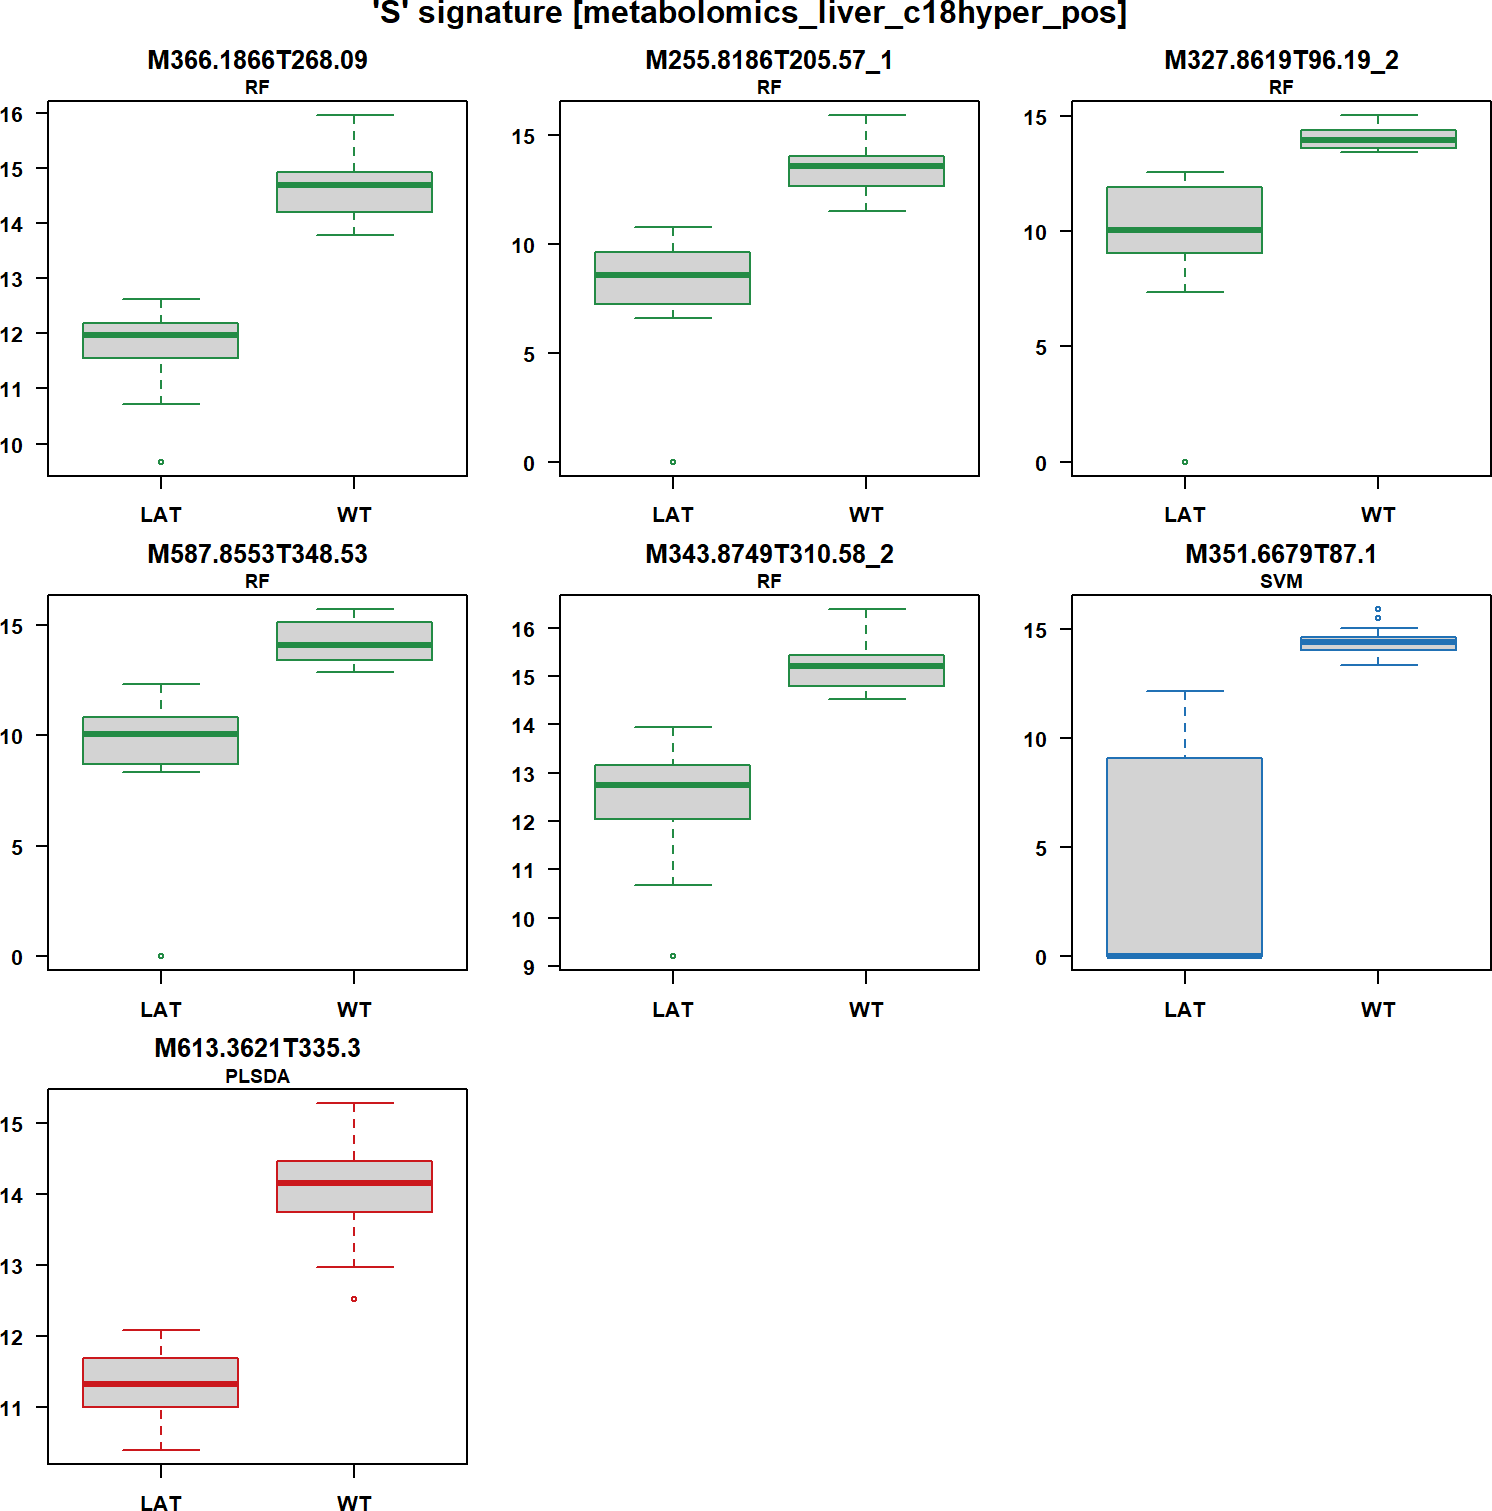 'S' signature [metabolomics_liver_c18hyper_pos]
M366.1866T268.09
RF
16
15
14
13
12
11
10
LAT WT
M255.8186T205.57_1
RF
15
10
5
0
LAT WT
M327.8619T96.19_2
RF
15
10
5
0
LAT WT
M587.8553T348.53
RF
15
10
5
0
LAT WT
M343.8749T310.58_2
RF
16
15
14
13
12
11
10
9
LAT WT
M351.6679T87.1
SVM
15
10
5
0
LAT WT
M613.3621T335.3
PLSDA
15
14
13
12
11
LAT WT